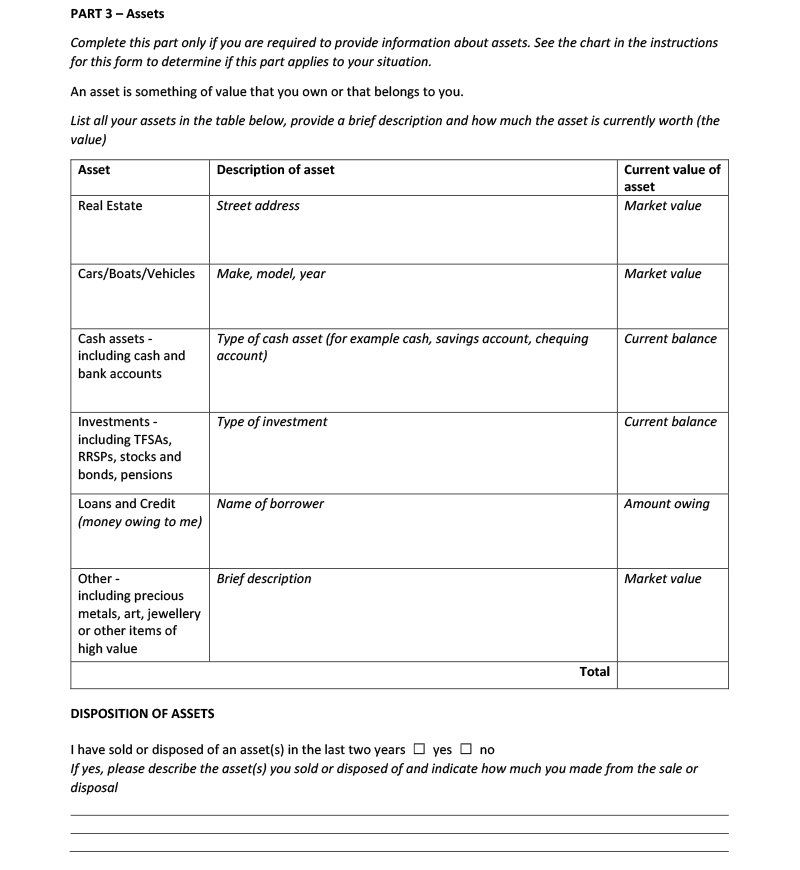 PART 3 – Assets
Complete this part only if you are required to provide information about assets. See the chart in the instructions
for this form to determine if this part applies to your situation.
An asset is something of value that you own or that belongs to you.
List all your assets in the table below, provide a brief description and how much the asset is currently worth (the
value)
Asset
Description of asset
Current value of
asset
Real Estate
Street address
Market value
Cars/Boats/Vehicles
Make, model, year
Market value
Cash assets -
including cash and
bank accounts
Type of cash asset (for example cash, savings account, chequing
account)
Current balance
Investments -
including TFSAs,
RRSPs, stocks and
bonds, pensions
Type of investment
Current balance
Loans and Credit
(money owing to me)
Name of borrower
Amount owing
Other -
including precious
metals, art, jewellery
or other items of
high value
Brief description
Market value
Total
DISPOSITION OF ASSETS
I have sold or disposed of an asset(s) in the last two years ☐ yes ☐ no
If yes, please describe the asset(s) you sold or disposed of and indicate how much you made from the sale or
disposal